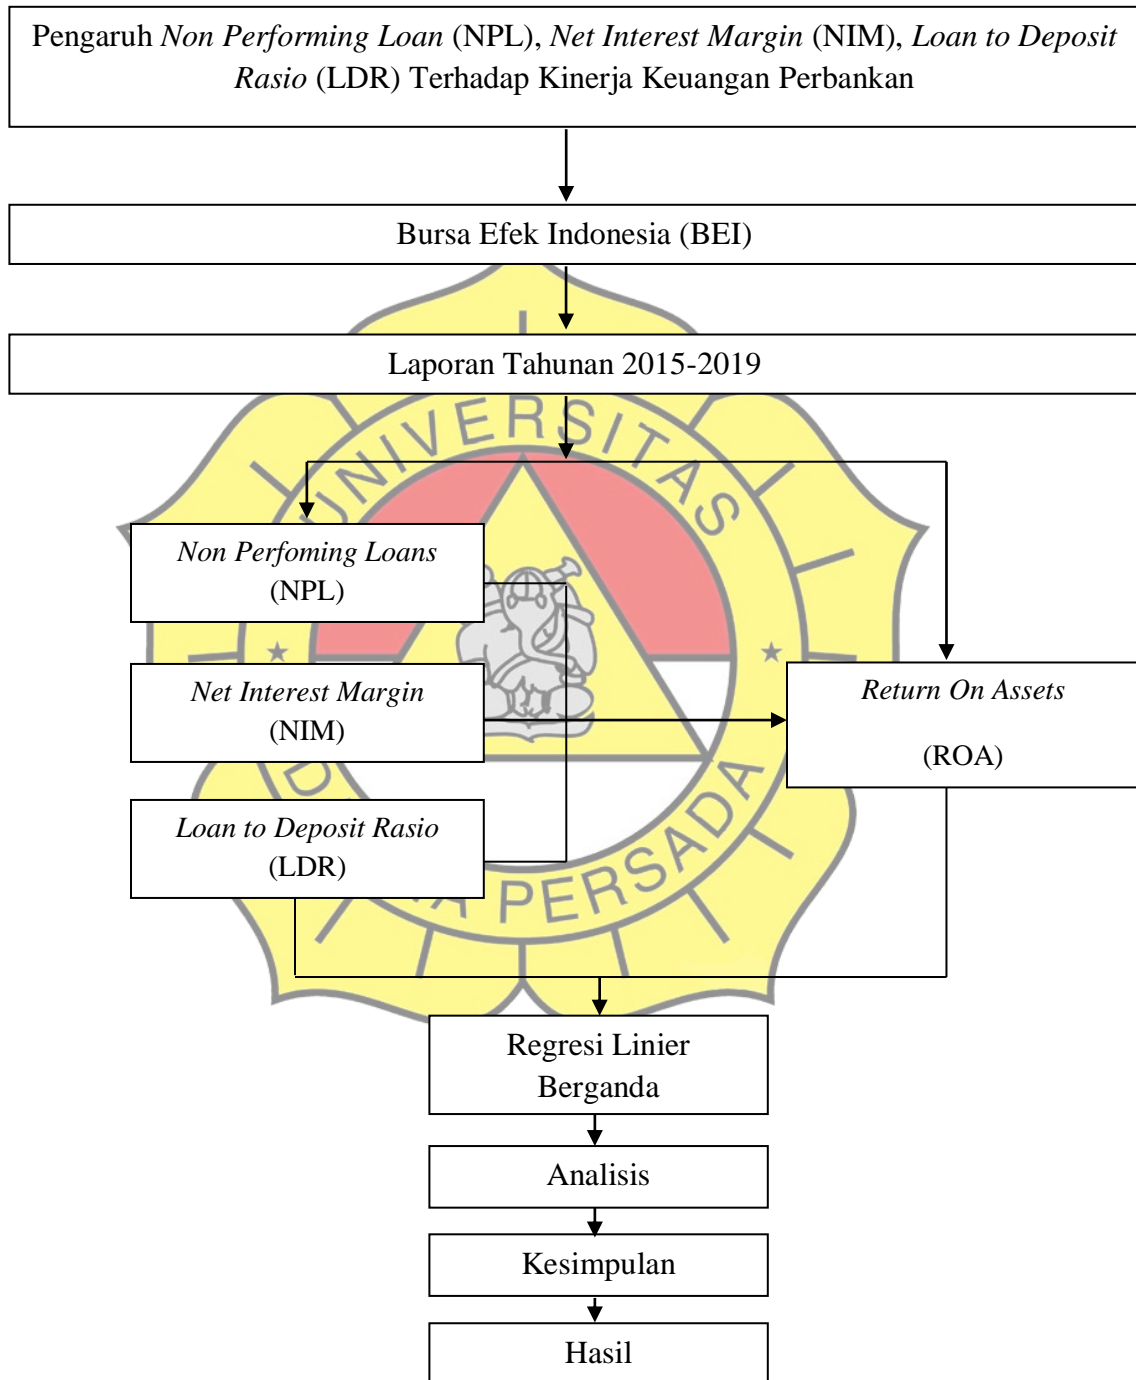 Pengaruh Non Performing Loan (NPL), Net Interest Margin (NIM), Loan to Deposit
Rasio (LDR) Terhadap Kinerja Keuangan Perbankan
Bursa Efek Indonesia (BEI)
Laporan Tahunan 2015-2019
UNIVERSITAS
Non Perfoming Loans
(NPL)
Net Interest Margin
(NIM)
Return On Assets
(ROA)
Loan to Deposit Rasio
(LDR)
PERSADA
Regresi Linier
Berganda
Analisis
Kesimpulan
Hasil